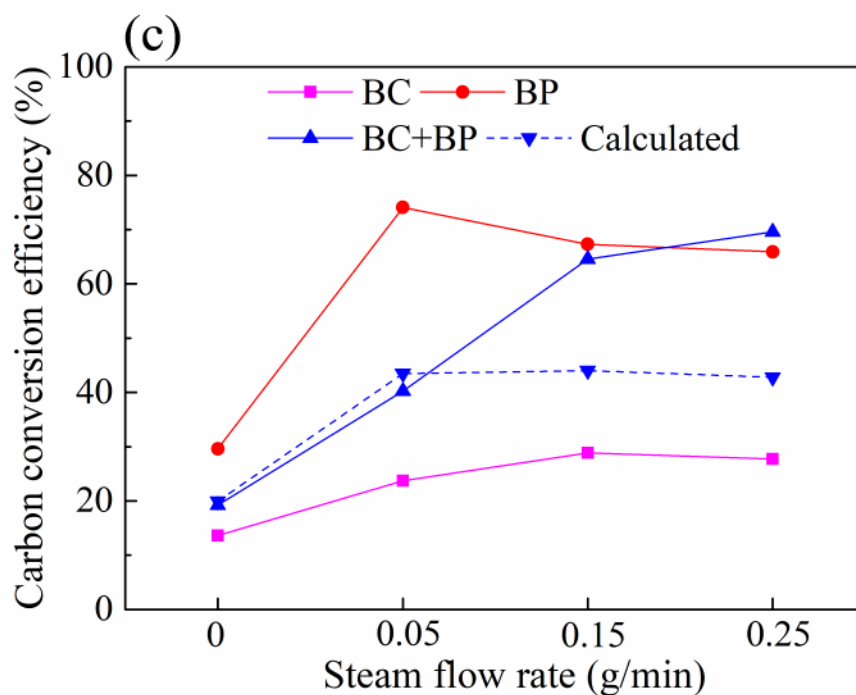 (c)
Carbon conversion efficiency (%)
100
80
60
40
20
0
BC BP
BC+BP Calculated
0 0.05 0.15 0.25
Steam flow rate (g/min)